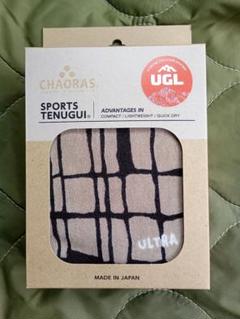 CHAORAS
UGL
SPORTS
TENUGUI®
ADVANTAGES IN
COMPACT / LIGHTWEIGHT / QUICK DRY
ULTRA
MADE IN JAPAN